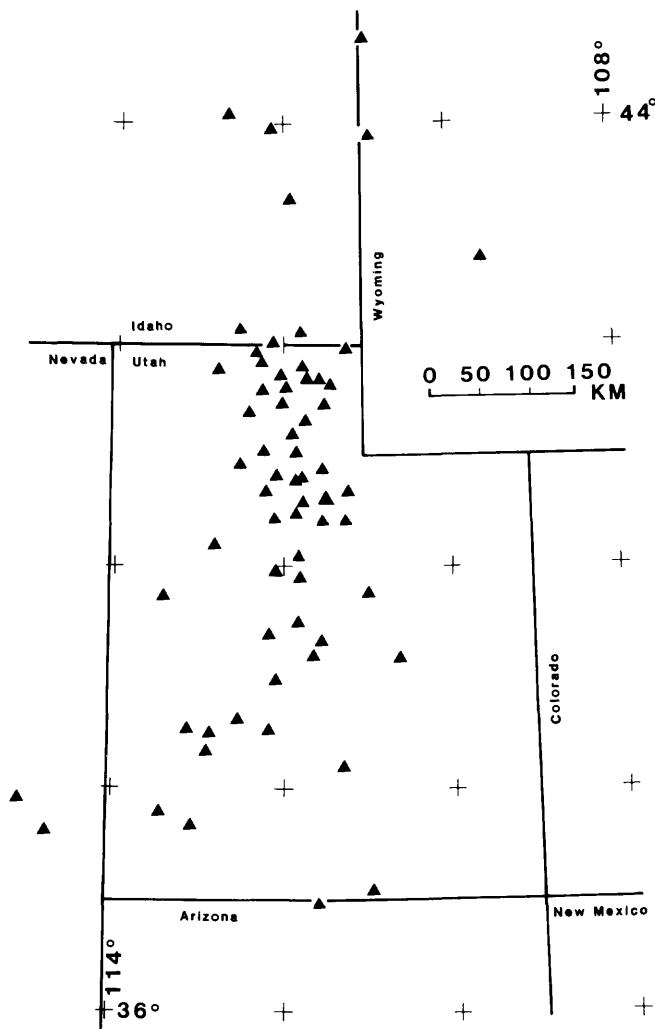 108°
44°
Wyoming
Idaho
Nevada
Utah
0 50 100 150
KM
Colorado
Arizona
New Mexico
114°
36°